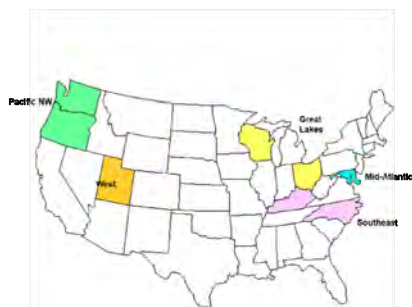 Pacific NW
Great
Lakes
West
Mid-Atlantic
Southeast